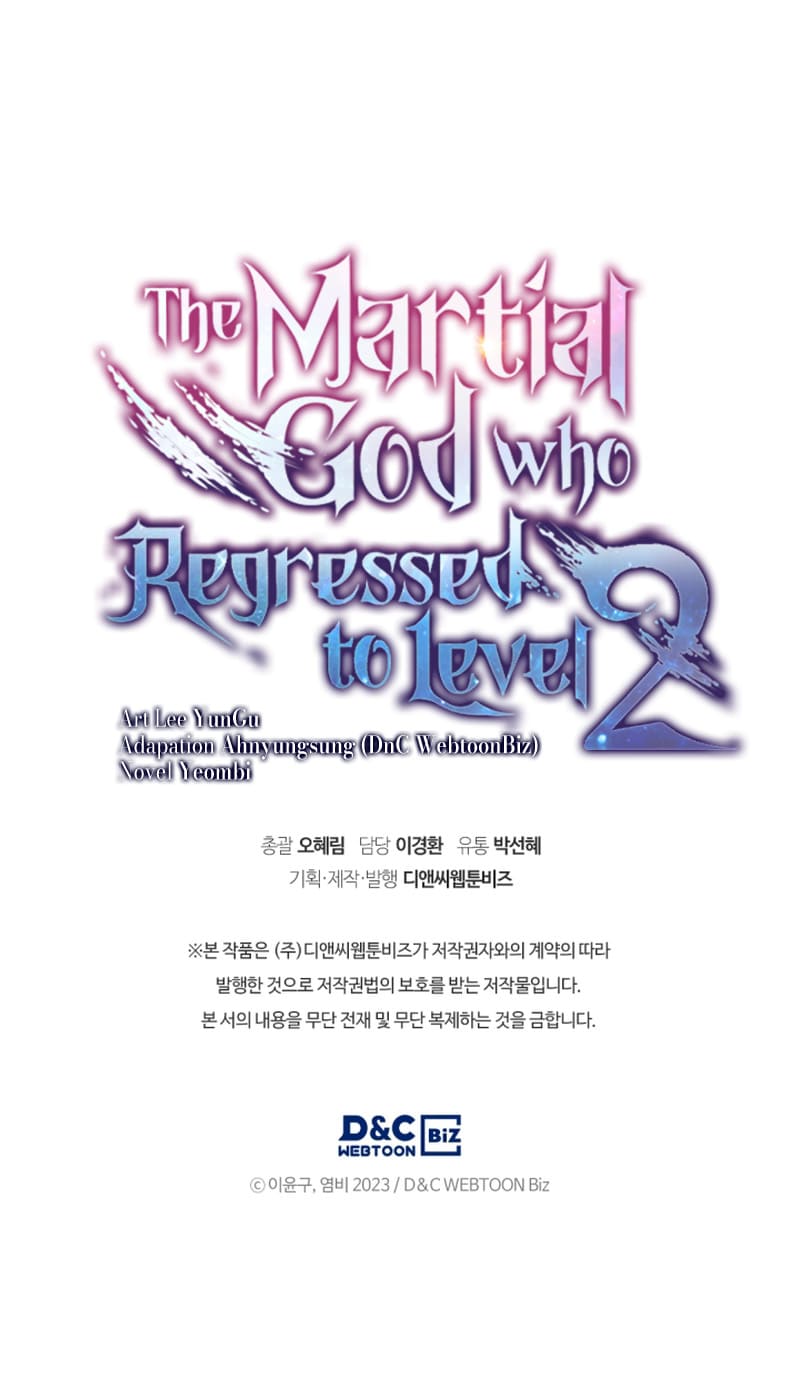 The Martial
God who
Regressed
to Level 2
Art Lee YunGu
Adapation Ahnyungsung (DnC WebtoonBiz)
Novel Yeombi
총괄 오혜림 담당 이경환 유통 박선혜
기획·제작·발행 디앤씨웹툰비즈
※본 작품은 (주)디앤씨웹툰비즈가 저작권자와의 계약의 따라
발행한 것으로 저작권법의 보호를 받는 저작물입니다.
본 서의 내용을 무단 전재 및 무단 복제하는 것을 금합니다.
D&C BiZ
WEBTOON
ⓒ 이윤구, 염비 2023 / D&C WEBTOON Biz